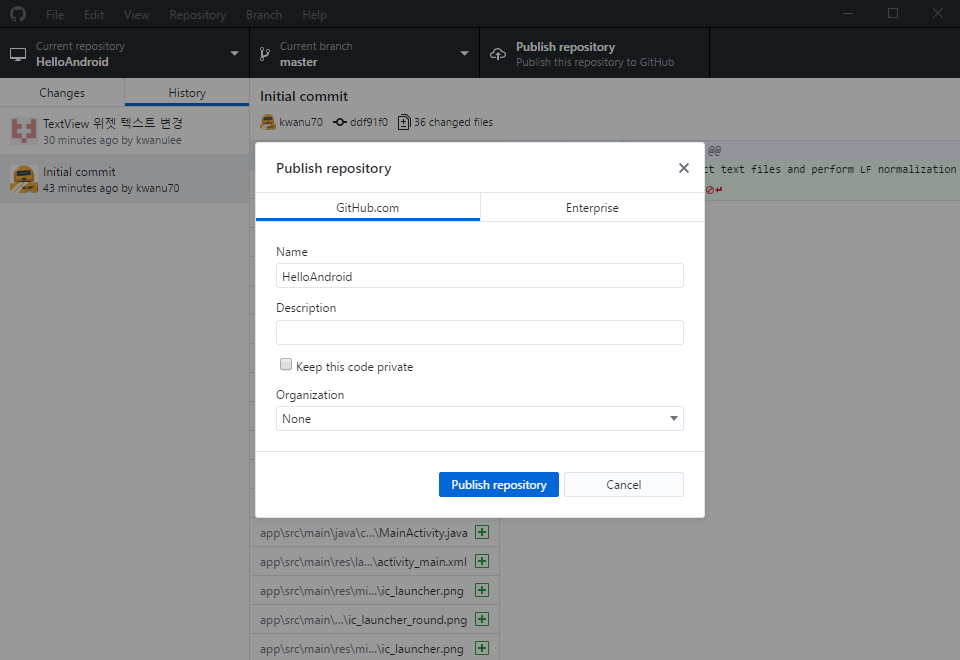 File Edit View Repository Branch Help
Current repository
HelloAndroid
Current branch
master
Publish repository
Publish this repository to GitHub
Changes
History
Initial commit
kwanu70 ddf91f0 36 changed files
TextView 위젯 텍스트 변경
30 minutes ago by kwanulee
Initial commit
43 minutes ago by kwanu70
@@
ct text files and perform LF normalization
Publish repository
GitHub.com
Enterprise
Name
HelloAndroid
Description
Keep this code private
Organization
None
Publish repository
Cancel
app\src\main\java\c...\MainActivity.java
app\src\main\res\la...\activity_main.xml
app\src\main\res\mi...\ic_launcher.png
app\src\main\...\ic_launcher_round.png
app\src\main\res\mi...\ic_launcher.png